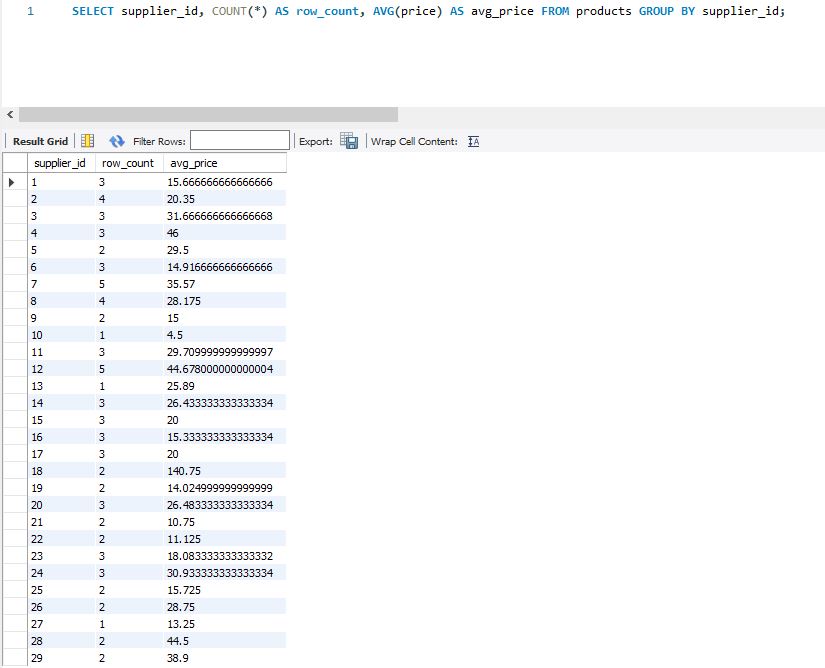 1 SELECT supplier_id, COUNT(*) AS row_count, AVG(price) AS avg_price FROM products GROUP BY supplier_id;
Result Grid Filter Rows: Export: Wrap Cell Content:
supplier_id row_count avg_price
1 3 15.666666666666666
2 4 20.35
3 3 31.666666666666668
4 3 46
5 2 29.5
6 3 14.916666666666666
7 5 35.57
8 4 28.175
9 2 15
10 1 4.5
11 3 29.709999999999997
12 5 44.678000000000004
13 1 25.89
14 3 26.433333333333334
15 3 20
16 3 15.333333333333334
17 3 20
18 2 140.75
19 2 14.024999999999999
20 3 26.483333333333334
21 2 10.75
22 2 11.125
23 3 18.083333333333332
24 3 30.933333333333334
25 2 15.725
26 2 28.75
27 1 13.25
28 2 44.5
29 2 38.9